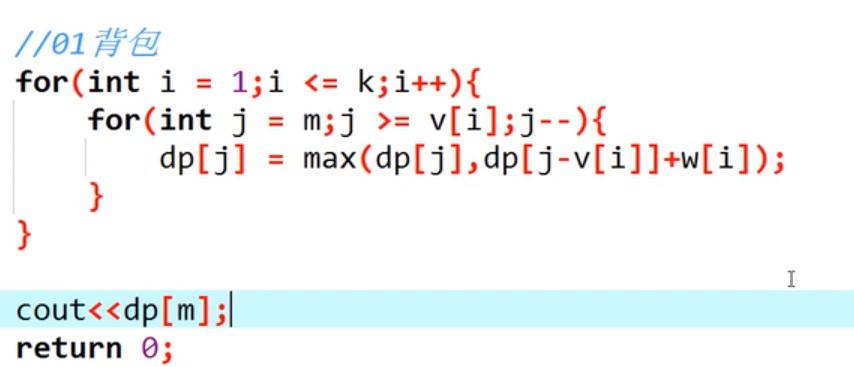 //01背包
for(int i = 1;i <= k;i++){
for(int j = m;j >= v[i];j--){
dp[j] = max(dp[j],dp[j-v[i]]+w[i]);
}
}
cout<<dp[m];
return 0;